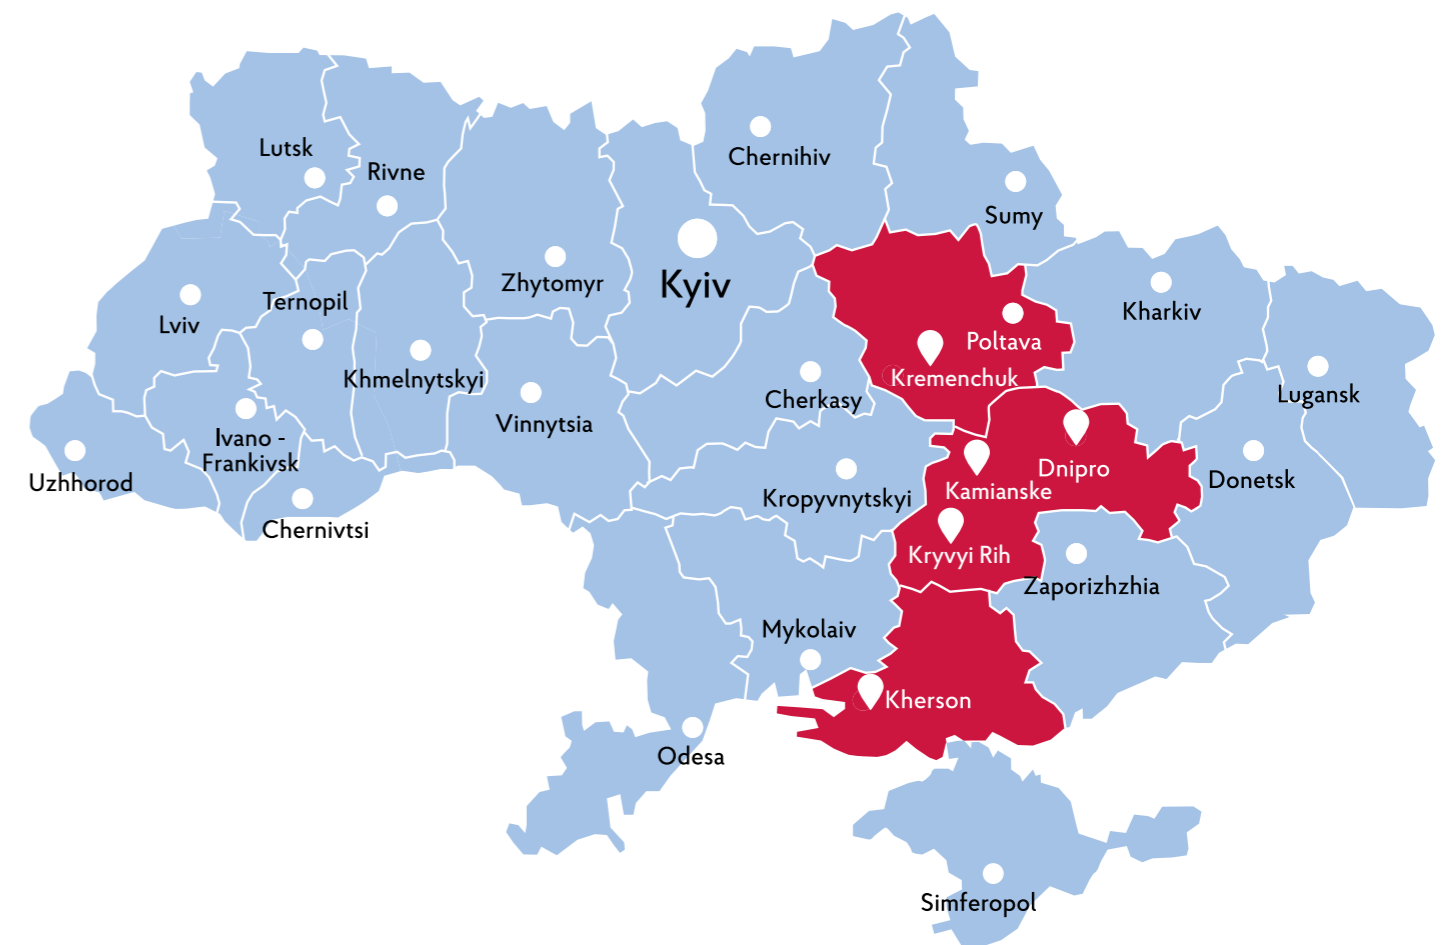 Lutsk
Rivne
Chernihiv
Sumy
Zhytomyr
Kyiv
Lviv
Ternopil
Kharkiv
Poltava
Khmelnytskyi
Kremenchuk
Cherkasy
Lugansk
Vinnytsia
Ivano -
Frankivsk
Uzhhorod
Dnipro
Donetsk
Kamianske
Kropyvnytskyi
Chernivtsi
Kryvyi Rih
Zaporizhzhia
Mykolaiv
Kherson
Odesa
Simferopol